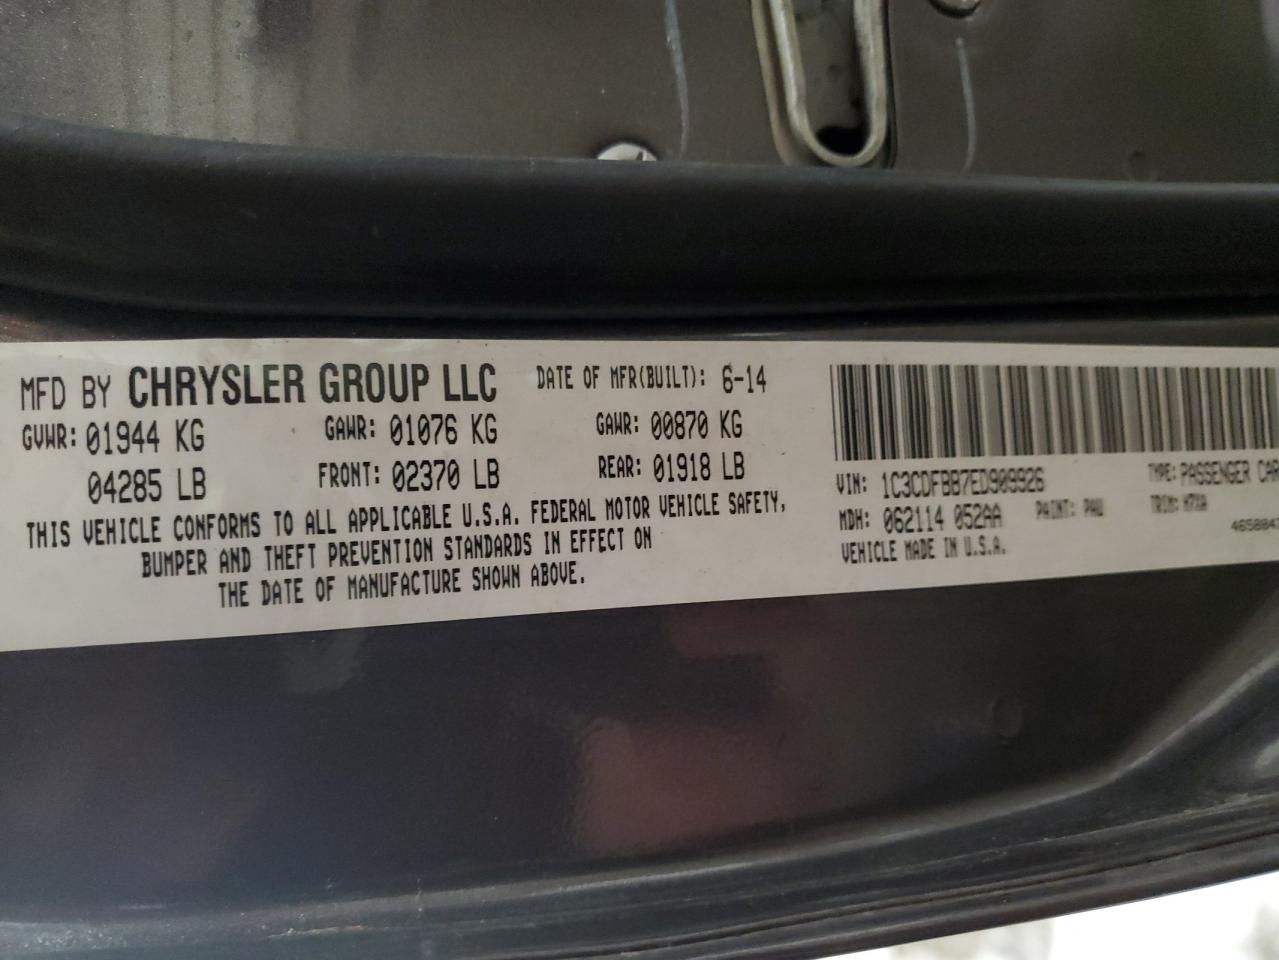 MFD BY CHRYSLER GROUP LLC DATE OF MFR(BUILT): 6-14
GVWR: 01944 KG GAWR: 01076 KG GAWR: 00870 KG
04285 LB FRONT: 02370 LB REAR: 01918 LB
THIS VEHICLE CONFORMS TO ALL APPLICABLE U.S.A. FEDERAL MOTOR VEHICLE SAFETY,
BUMPER AND THEFT PREVENTION STANDARDS IN EFFECT ON
THE DATE OF MANUFACTURE SHOWN ABOVE.
VIN: 1C3CDFBB7ED909926 TYPE: PASSENGER CAR
MDH: 062114 052AA PAINT: PAU TRIM:
VEHICLE MADE IN U.S.A.